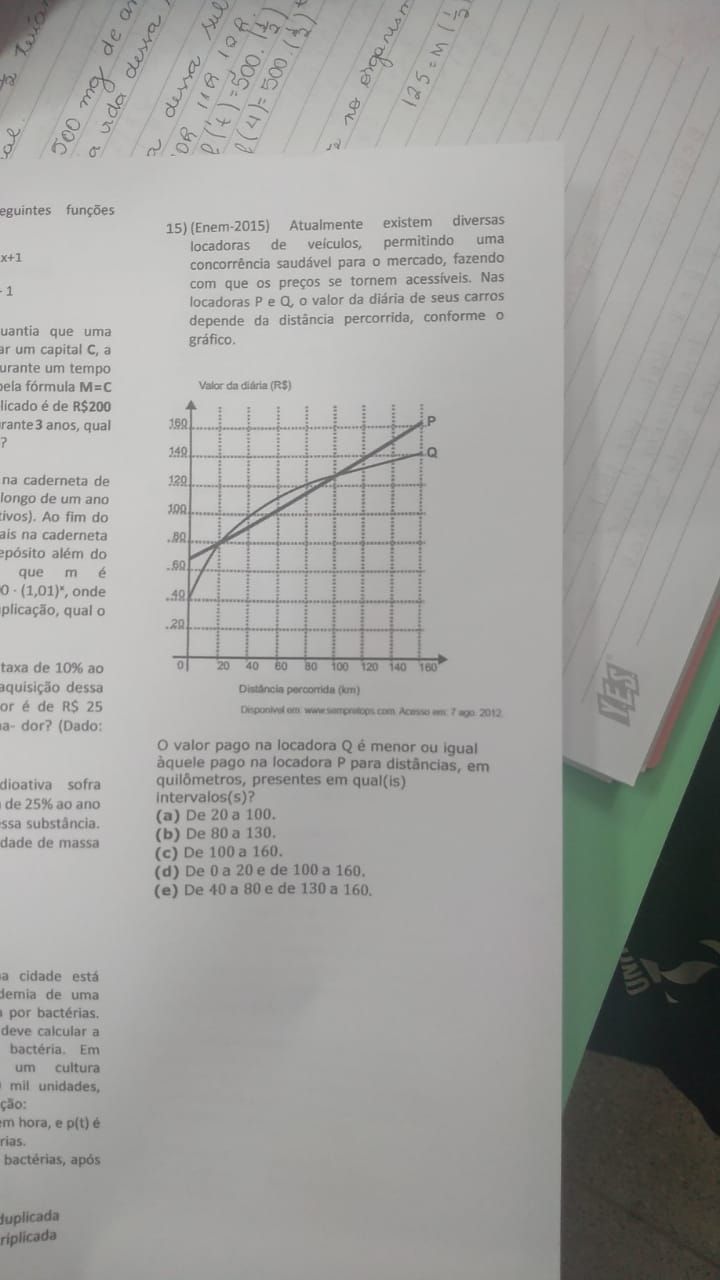 500 mg de
a vida dessa
dessa
l(t)=500.(1/2)
l(4)=500.(1/2)
no organism
125=M(1/2)
eguintes funções
x+1
- 1
uantia que uma
ar um capital C, a
urante um tempo
pela fórmula M=C
licado é de R$200
rante 3 anos, qual
?
na caderneta de
longo de um ano
tivos). Ao fim do
ais na caderneta
epósito além do
que m é
0 · (1,01)ˣ, onde
plicação, qual o
taxa de 10% ao
aquisição dessa
or é de R$ 25
na- dor? (Dado:
dioativa sofra
de 25% ao ano
essa substância.
dade de massa
a cidade está
demia de uma
por bactérias.
deve calcular a
bactéria. Em
um cultura
mil unidades,
ção:
em hora, e p(t) é
rias.
bactérias, após
duplicada
riplicada
15) (Enem-2015) Atualmente existem diversas
locadoras de veículos, permitindo uma
concorrência saudável para o mercado, fazendo
com que os preços se tornem acessíveis. Nas
locadoras P e Q, o valor da diária de seus carros
depende da distância percorrida, conforme o
gráfico.
Valor da diária (R$)
160
P
140
Q
120
100
80
60
40
20
0 20 40 60 80 100 120 140 160
Distância percorrida (km)
Disponível em: www.sempretops.com. Acesso em: 7 ago. 2012.
O valor pago na locadora Q é menor ou igual
àquele pago na locadora P para distâncias, em
quilômetros, presentes em qual(is)
intervalos(s)?
(a) De 20 a 100.
(b) De 80 a 130.
(c) De 100 a 160.
(d) De 0 a 20 e de 100 a 160.
(e) De 40 a 80 e de 130 a 160.
YES